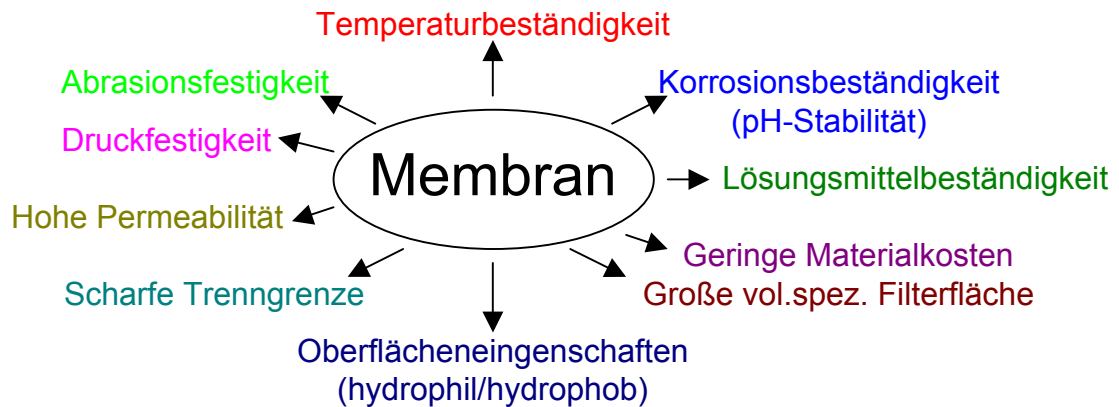 Temperaturbeständigkeit
Abrasionsfestigkeit
Korrosionsbeständigkeit
(pH-Stabilität)
Druckfestigkeit
Membran
Lösungsmittelbeständigkeit
Hohe Permeabilität
Geringe Materialkosten
Scharfe Trenngrenze
Große vol.spez. Filterfläche
Oberflächeneingenschaften
(hydrophil/hydrophob)